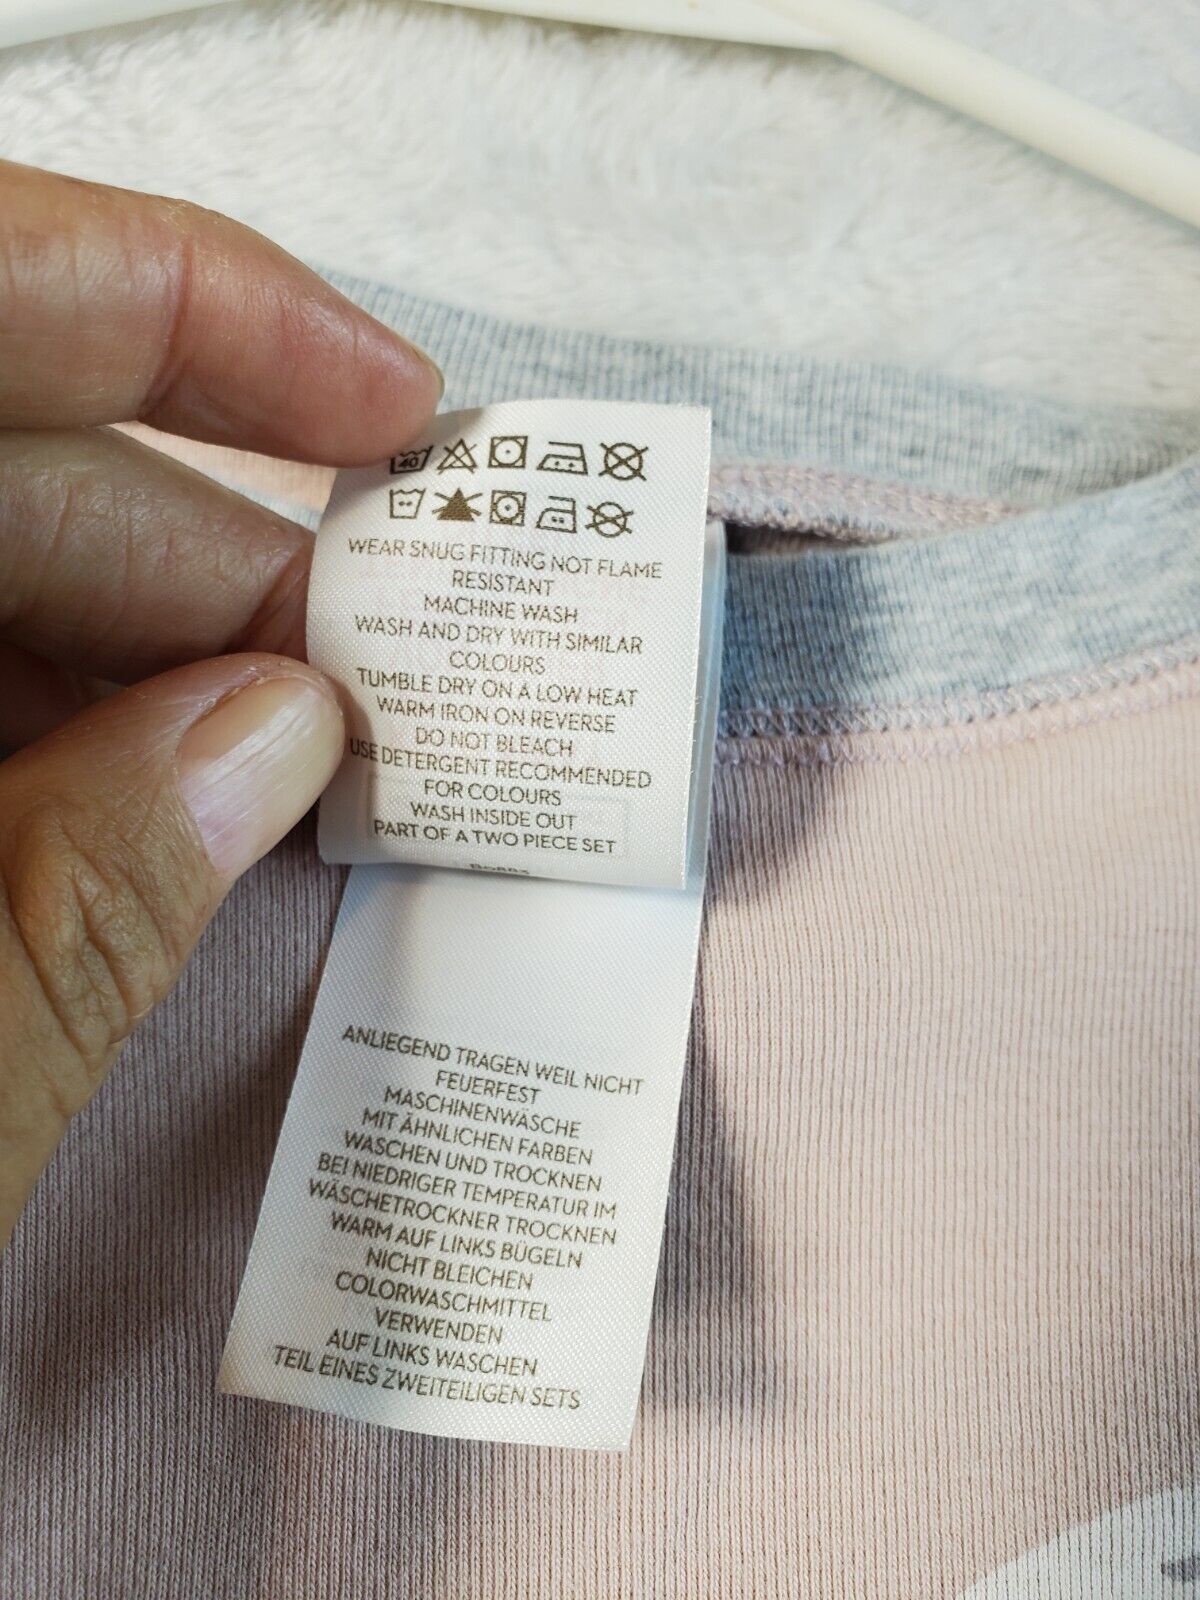 40
WEAR SNUG FITTING NOT FLAME
RESISTANT
MACHINE WASH
WASH AND DRY WITH SIMILAR
COLOURS
TUMBLE DRY ON A LOW HEAT
WARM IRON ON REVERSE
DO NOT BLEACH
USE DETERGENT RECOMMENDED
FOR COLOURS
WASH INSIDE OUT
PART OF A TWO PIECE SET
ANLIEGEND TRAGEN WEIL NICHT
FEUERFEST
MASCHINENWÄSCHE
MIT ÄHNLICHEN FARBEN
WASCHEN UND TROCKNEN
BEI NIEDRIGER TEMPERATUR IM
WÄSCHETROCKNER TROCKNEN
WARM AUF LINKS BÜGELN
NICHT BLEICHEN
COLORWASCHMITTEL
VERWENDEN
AUF LINKS WASCHEN
TEIL EINES ZWEITEILIGEN SETS